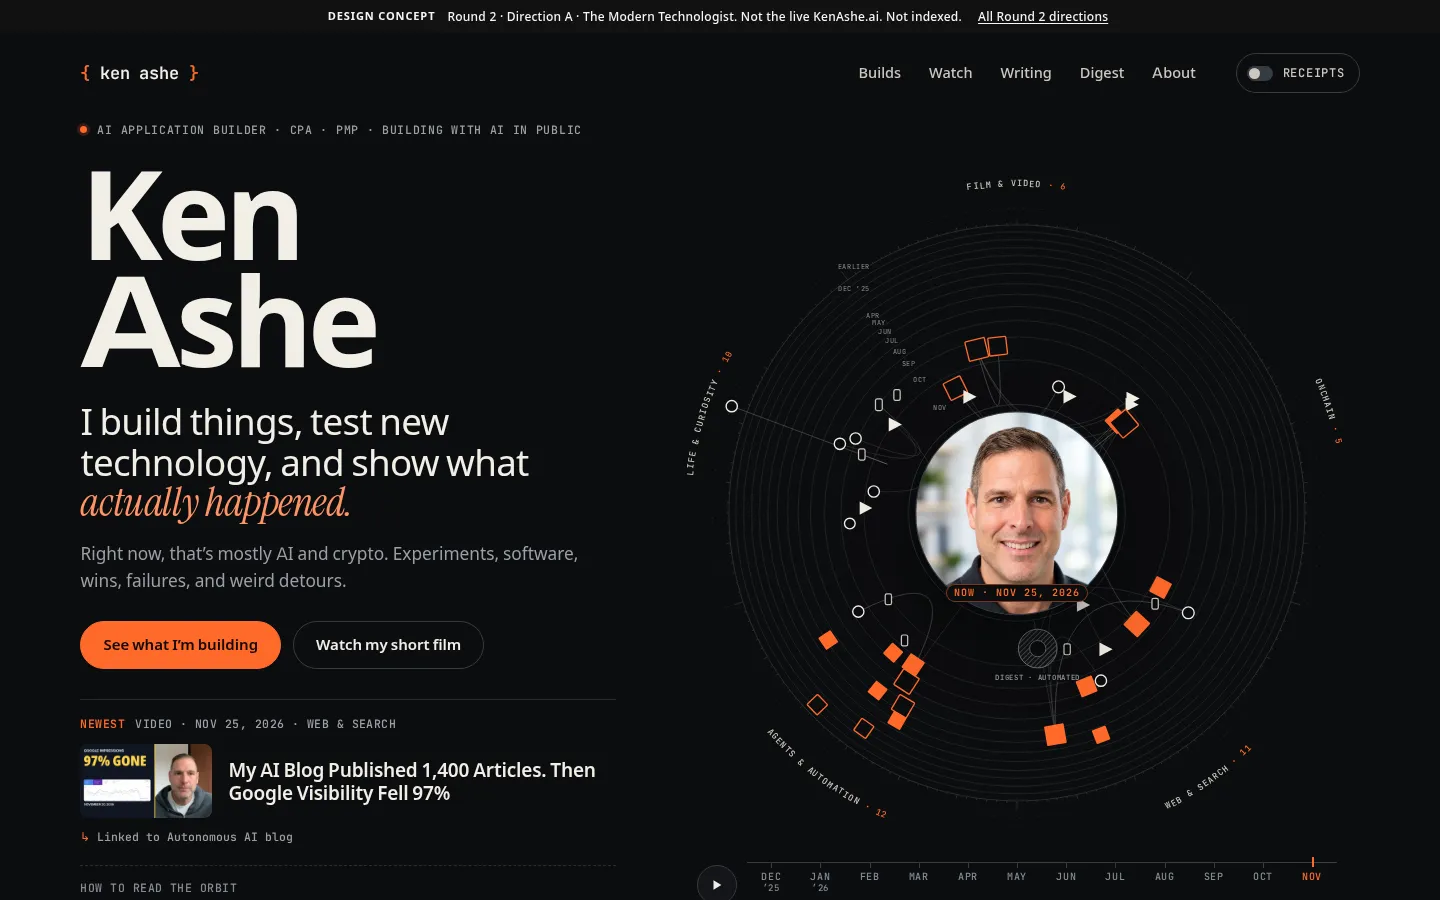 DESIGN CONCEPT Round 2 · Direction A · The Modern Technologist. Not the live KenAshe.ai. Not indexed. All Round 2 directions
{ ken ashe }
Builds Watch Writing Digest About RECEIPTS
AI APPLICATION BUILDER · CPA · PMP · BUILDING WITH AI IN PUBLIC
Ken
Ashe
I build things, test new
technology, and show what
actually happened.
Right now, that’s mostly AI and crypto. Experiments, software,
wins, failures, and weird detours.
See what I’m building
Watch my short film
NEWEST VIDEO · NOV 25, 2026 · WEB & SEARCH
97% GONE
My AI Blog Published 1,400 Articles. Then
Google Visibility Fell 97%
↳ Linked to Autonomous AI blog
HOW TO READ THE ORBIT
FILM & VIDEO · 6
EARLIER
DEC ’25
APR
MAY
JUN
JUL
AUG
SEP
OCT
NOV
LIFE & CURIOSITY · 10
ONCHAIN · 5
NOW · NOV 25, 2026
DIGEST · AUTOMATED
AGENTS & AUTOMATION · 12
WEB & SEARCH · 11
DEC JAN FEB MAR APR MAY JUN JUL AUG SEP OCT NOV
’25 ’26